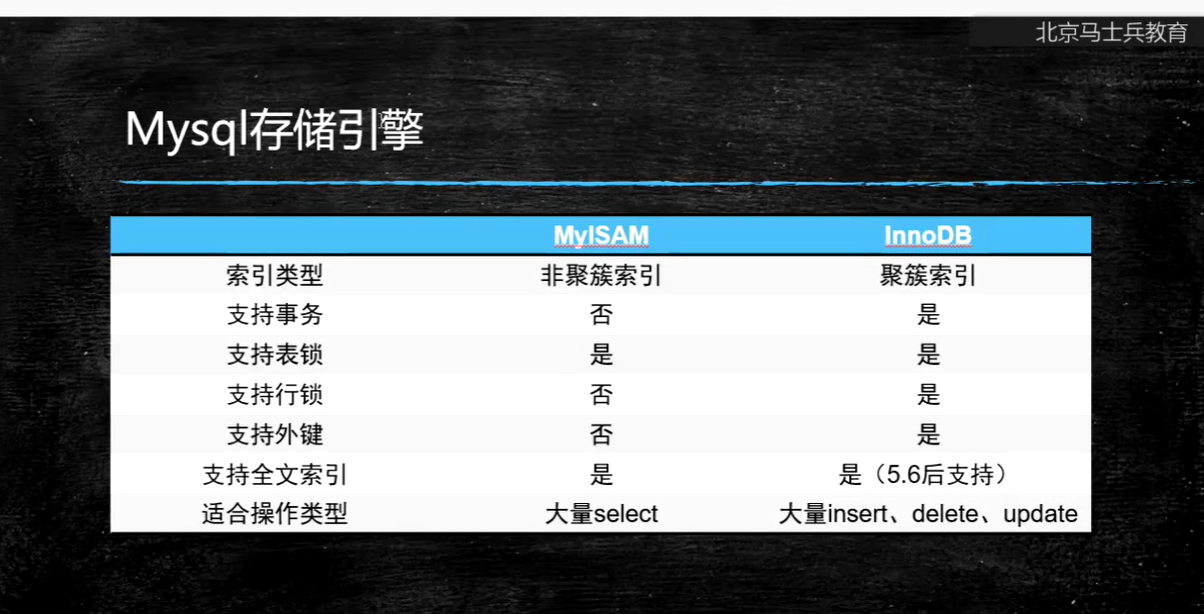 北京马士兵教育
Mysql存储引擎
MyISAM InnoDB
索引类型 非聚簇索引 聚簇索引
支持事务 否 是
支持表锁 是 是
支持行锁 否 是
支持外键 否 是
支持全文索引 是 是（5.6后支持）
适合操作类型 大量select 大量insert、delete、update